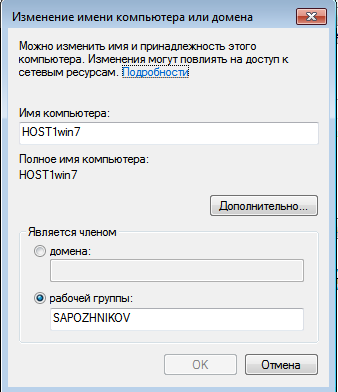 Изменение имени компьютера или домена
Можно изменить имя и принадлежность этого
компьютера. Изменения могут повлиять на доступ к
сетевым ресурсам. Подробности
Имя компьютера:
HOST1win7
Полное имя компьютера:
HOST1win7
Дополнительно...
Является членом
домена:
рабочей группы:
SAPOZHNIKOV
OK
Отмена